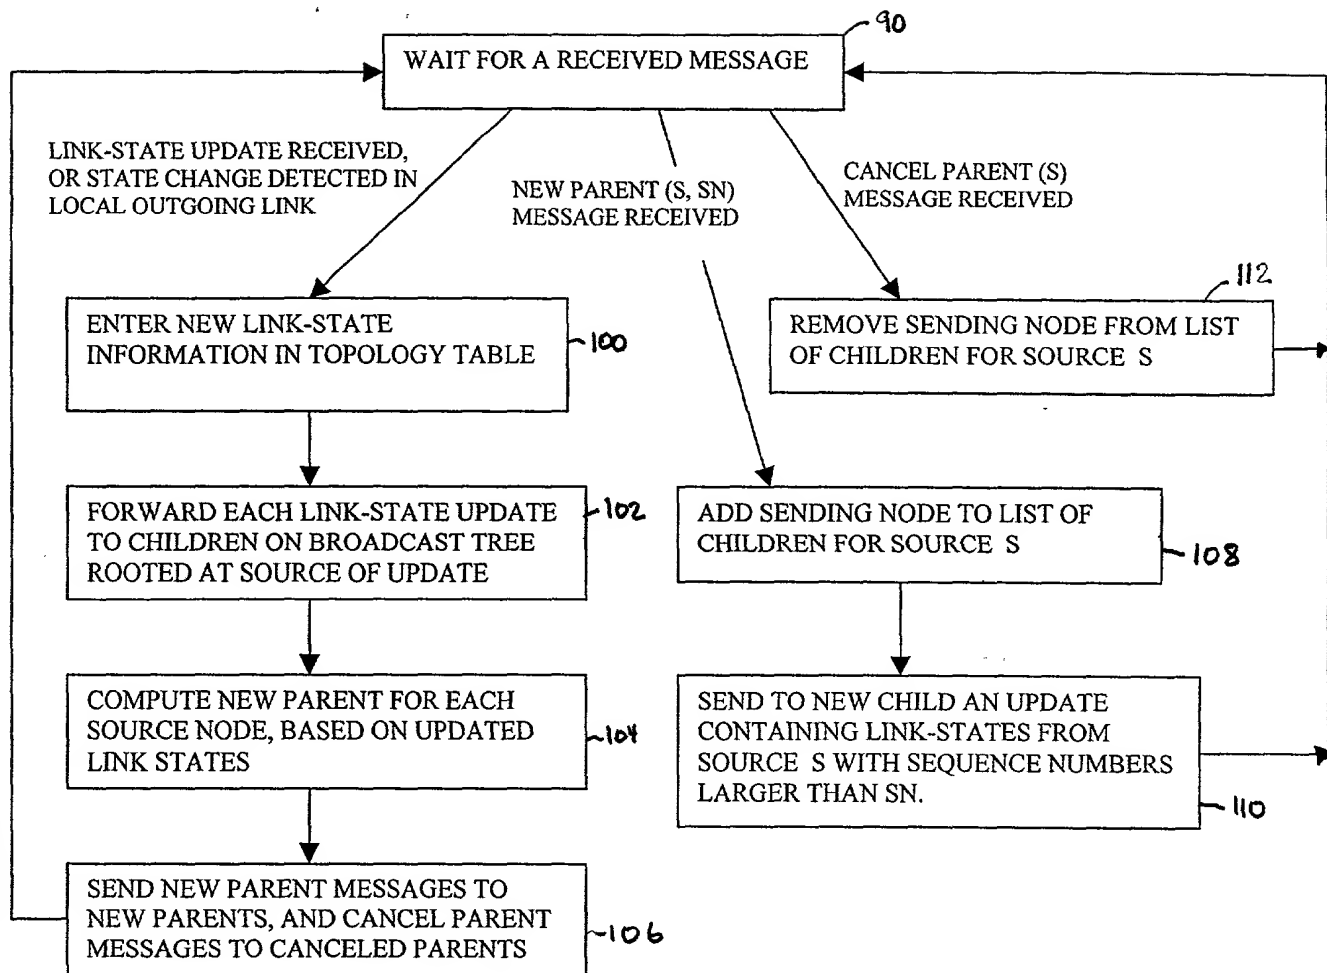 90
WAIT FOR A RECEIVED MESSAGE
LINK-STATE UPDATE RECEIVED,
OR STATE CHANGE DETECTED IN
LOCAL OUTGOING LINK
NEW PARENT (S, SN)
MESSAGE RECEIVED
CANCEL PARENT (S)
MESSAGE RECEIVED
ENTER NEW LINK-STATE
INFORMATION IN TOPOLOGY TABLE
100
112
REMOVE SENDING NODE FROM LIST
OF CHILDREN FOR SOURCE S
FORWARD EACH LINK-STATE UPDATE
TO CHILDREN ON BROADCAST TREE
ROOTED AT SOURCE OF UPDATE
102
ADD SENDING NODE TO LIST OF
CHILDREN FOR SOURCE S
108
COMPUTE NEW PARENT FOR EACH
SOURCE NODE, BASED ON UPDATED
LINK STATES
104
SEND TO NEW CHILD AN UPDATE
CONTAINING LINK-STATES FROM
SOURCE S WITH SEQUENCE NUMBERS
LARGER THAN SN.
110
SEND NEW PARENT MESSAGES TO
NEW PARENTS, AND CANCEL PARENT
MESSAGES TO CANCELED PARENTS
106